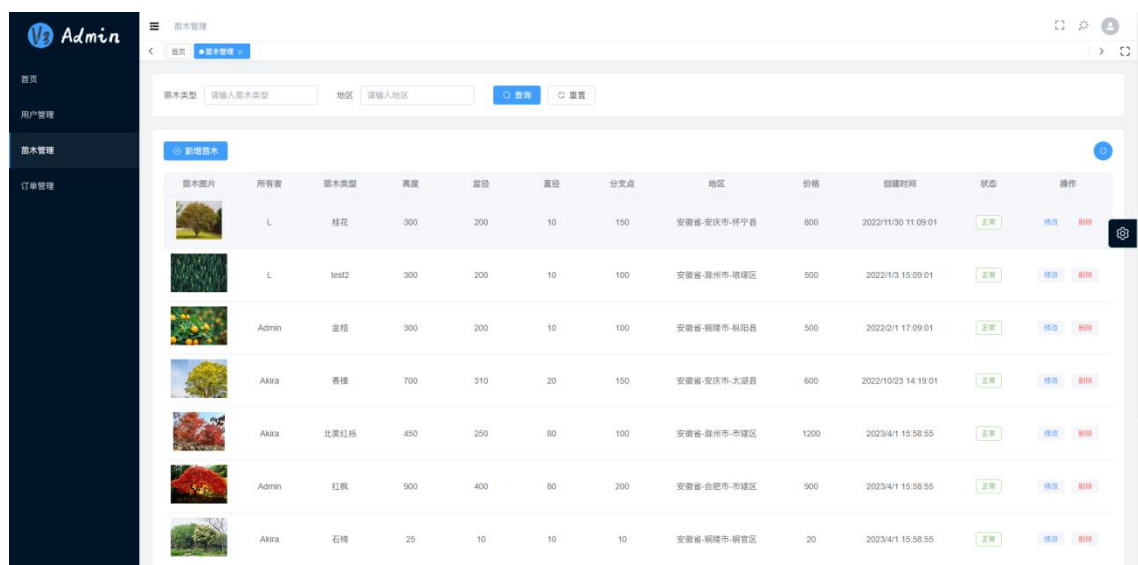 V3 Admin
苗木管理
首页 苗木管理 ×
首页
用户管理
苗木管理
订单管理
苗木类型 请输入苗木类型 地区 请输入地区 查询 重置
新增苗木
苗木图片 所有者 苗木类型 高度 盆径 直径 分支点 地区 价格 创建时间 状态 操作
L 桂花 300 200 10 150 安徽省-安庆市-怀宁县 800 2022/11/30 11:09:01 正常 修改 删除
L test2 300 200 10 100 安徽省-滁州市-琅琊区 500 2022/1/3 15:09:01 正常 修改 删除
Admin 金桔 300 200 10 100 安徽省-铜陵市-枞阳县 500 2022/2/1 17:09:01 正常 修改 删除
Akira 香橦 700 310 20 150 安徽省-安庆市-太湖县 600 2022/10/23 14:19:01 正常 修改 删除
Akira 北美红栎 450 250 80 100 安徽省-滁州市-市辖区 1200 2023/4/1 15:58:55 正常 修改 删除
Admin 红枫 900 400 80 200 安徽省-合肥市-市辖区 900 2023/4/1 15:58:55 正常 修改 删除
Akira 石楠 25 10 10 10 安徽省-铜陵市-铜官区 20 2023/4/1 15:58:55 正常 修改 删除